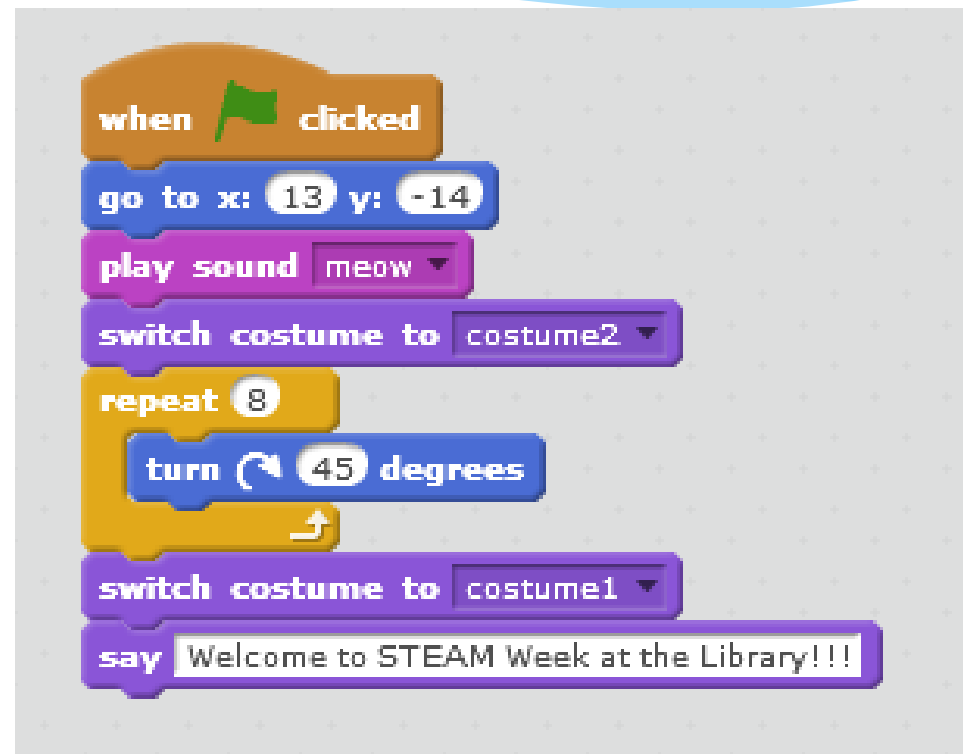 when clicked
go to x: 13 y: -14
play sound meow
switch costume to costume2
repeat 8
turn 45 degrees
switch costume to costume1
say Welcome to STEAM Week at the Library!!!